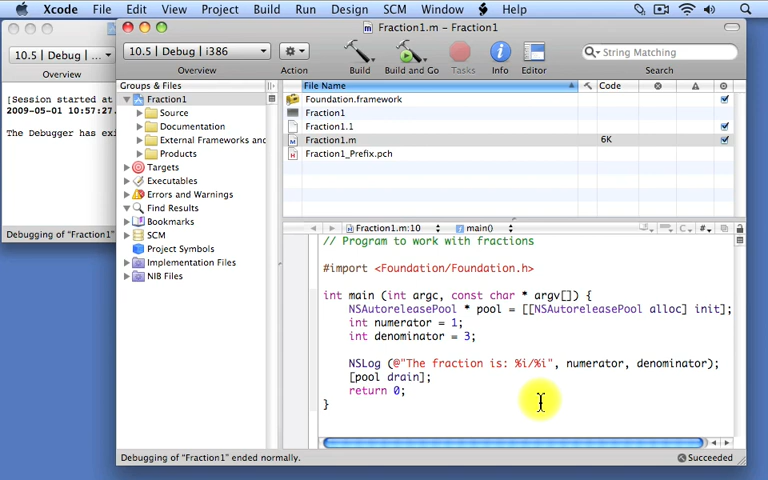 Xcode File Edit View Project Build Run Design SCM Window Help
Fraction1.m - Fraction1
10.5 | Debug | ...
Overview
[Session started at
2009-05-01 10:57:27.
The Debugger has exi
Debugging of "Fraction1"
10.5 | Debug | i386
Overview Action Build Build and Go Tasks Info Editor Search
String Matching
Groups & Files
Fraction1
Source
Documentation
External Frameworks and
Products
Targets
Executables
Errors and Warnings
Find Results
Bookmarks
SCM
Project Symbols
Implementation Files
NIB Files
File Name Code
Foundation.framework
Fraction1
Fraction1.1
Fraction1.m 6K
Fraction1_Prefix.pch
Fraction1.m:10 main()
// Program to work with fractions
#import <Foundation/Foundation.h>
int main (int argc, const char * argv[]) {
NSAutoreleasePool * pool = [[NSAutoreleasePool alloc] init];
int numerator = 1;
int denominator = 3;
NSLog (@"The fraction is: %i/%i", numerator, denominator);
[pool drain];
return 0;
}
Debugging of "Fraction1" ended normally. Succeeded